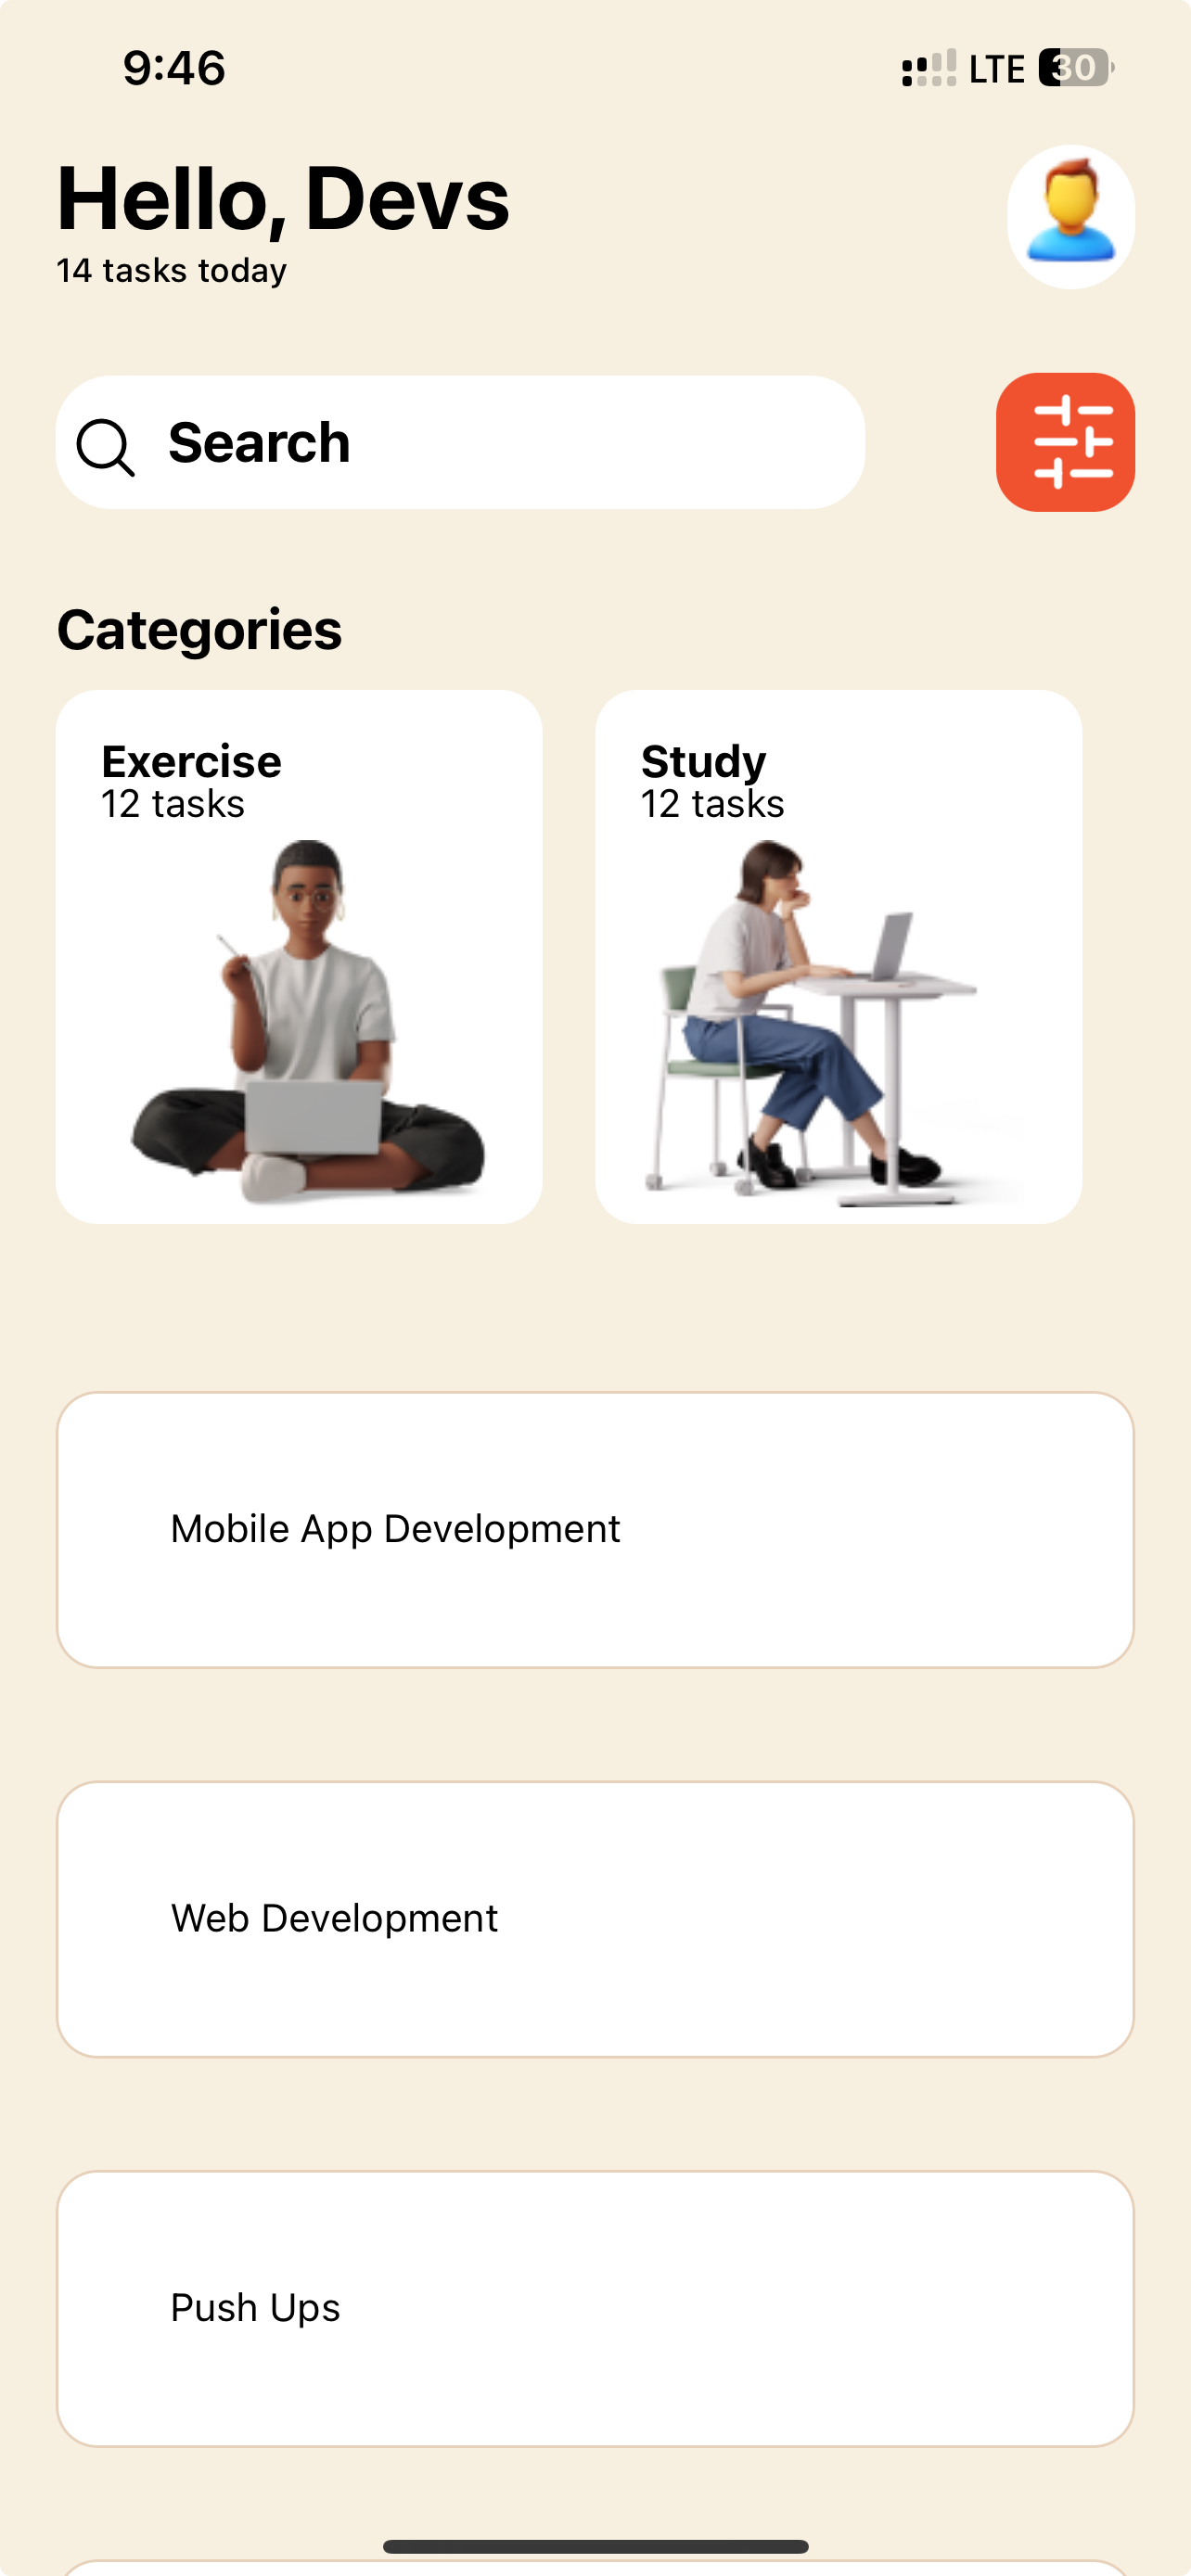 9:46 LTE 30
Hello, Devs
14 tasks today
Search
Categories
Exercise
12 tasks
Study
12 tasks
Mobile App Development
Web Development
Push Ups